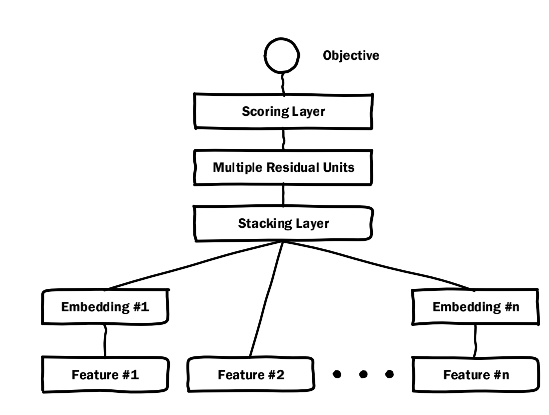 Objective
Scoring Layer
Multiple Residual Units
Stacking Layer
Embedding #1
Embedding #n
Feature #1
Feature #2
Feature #n